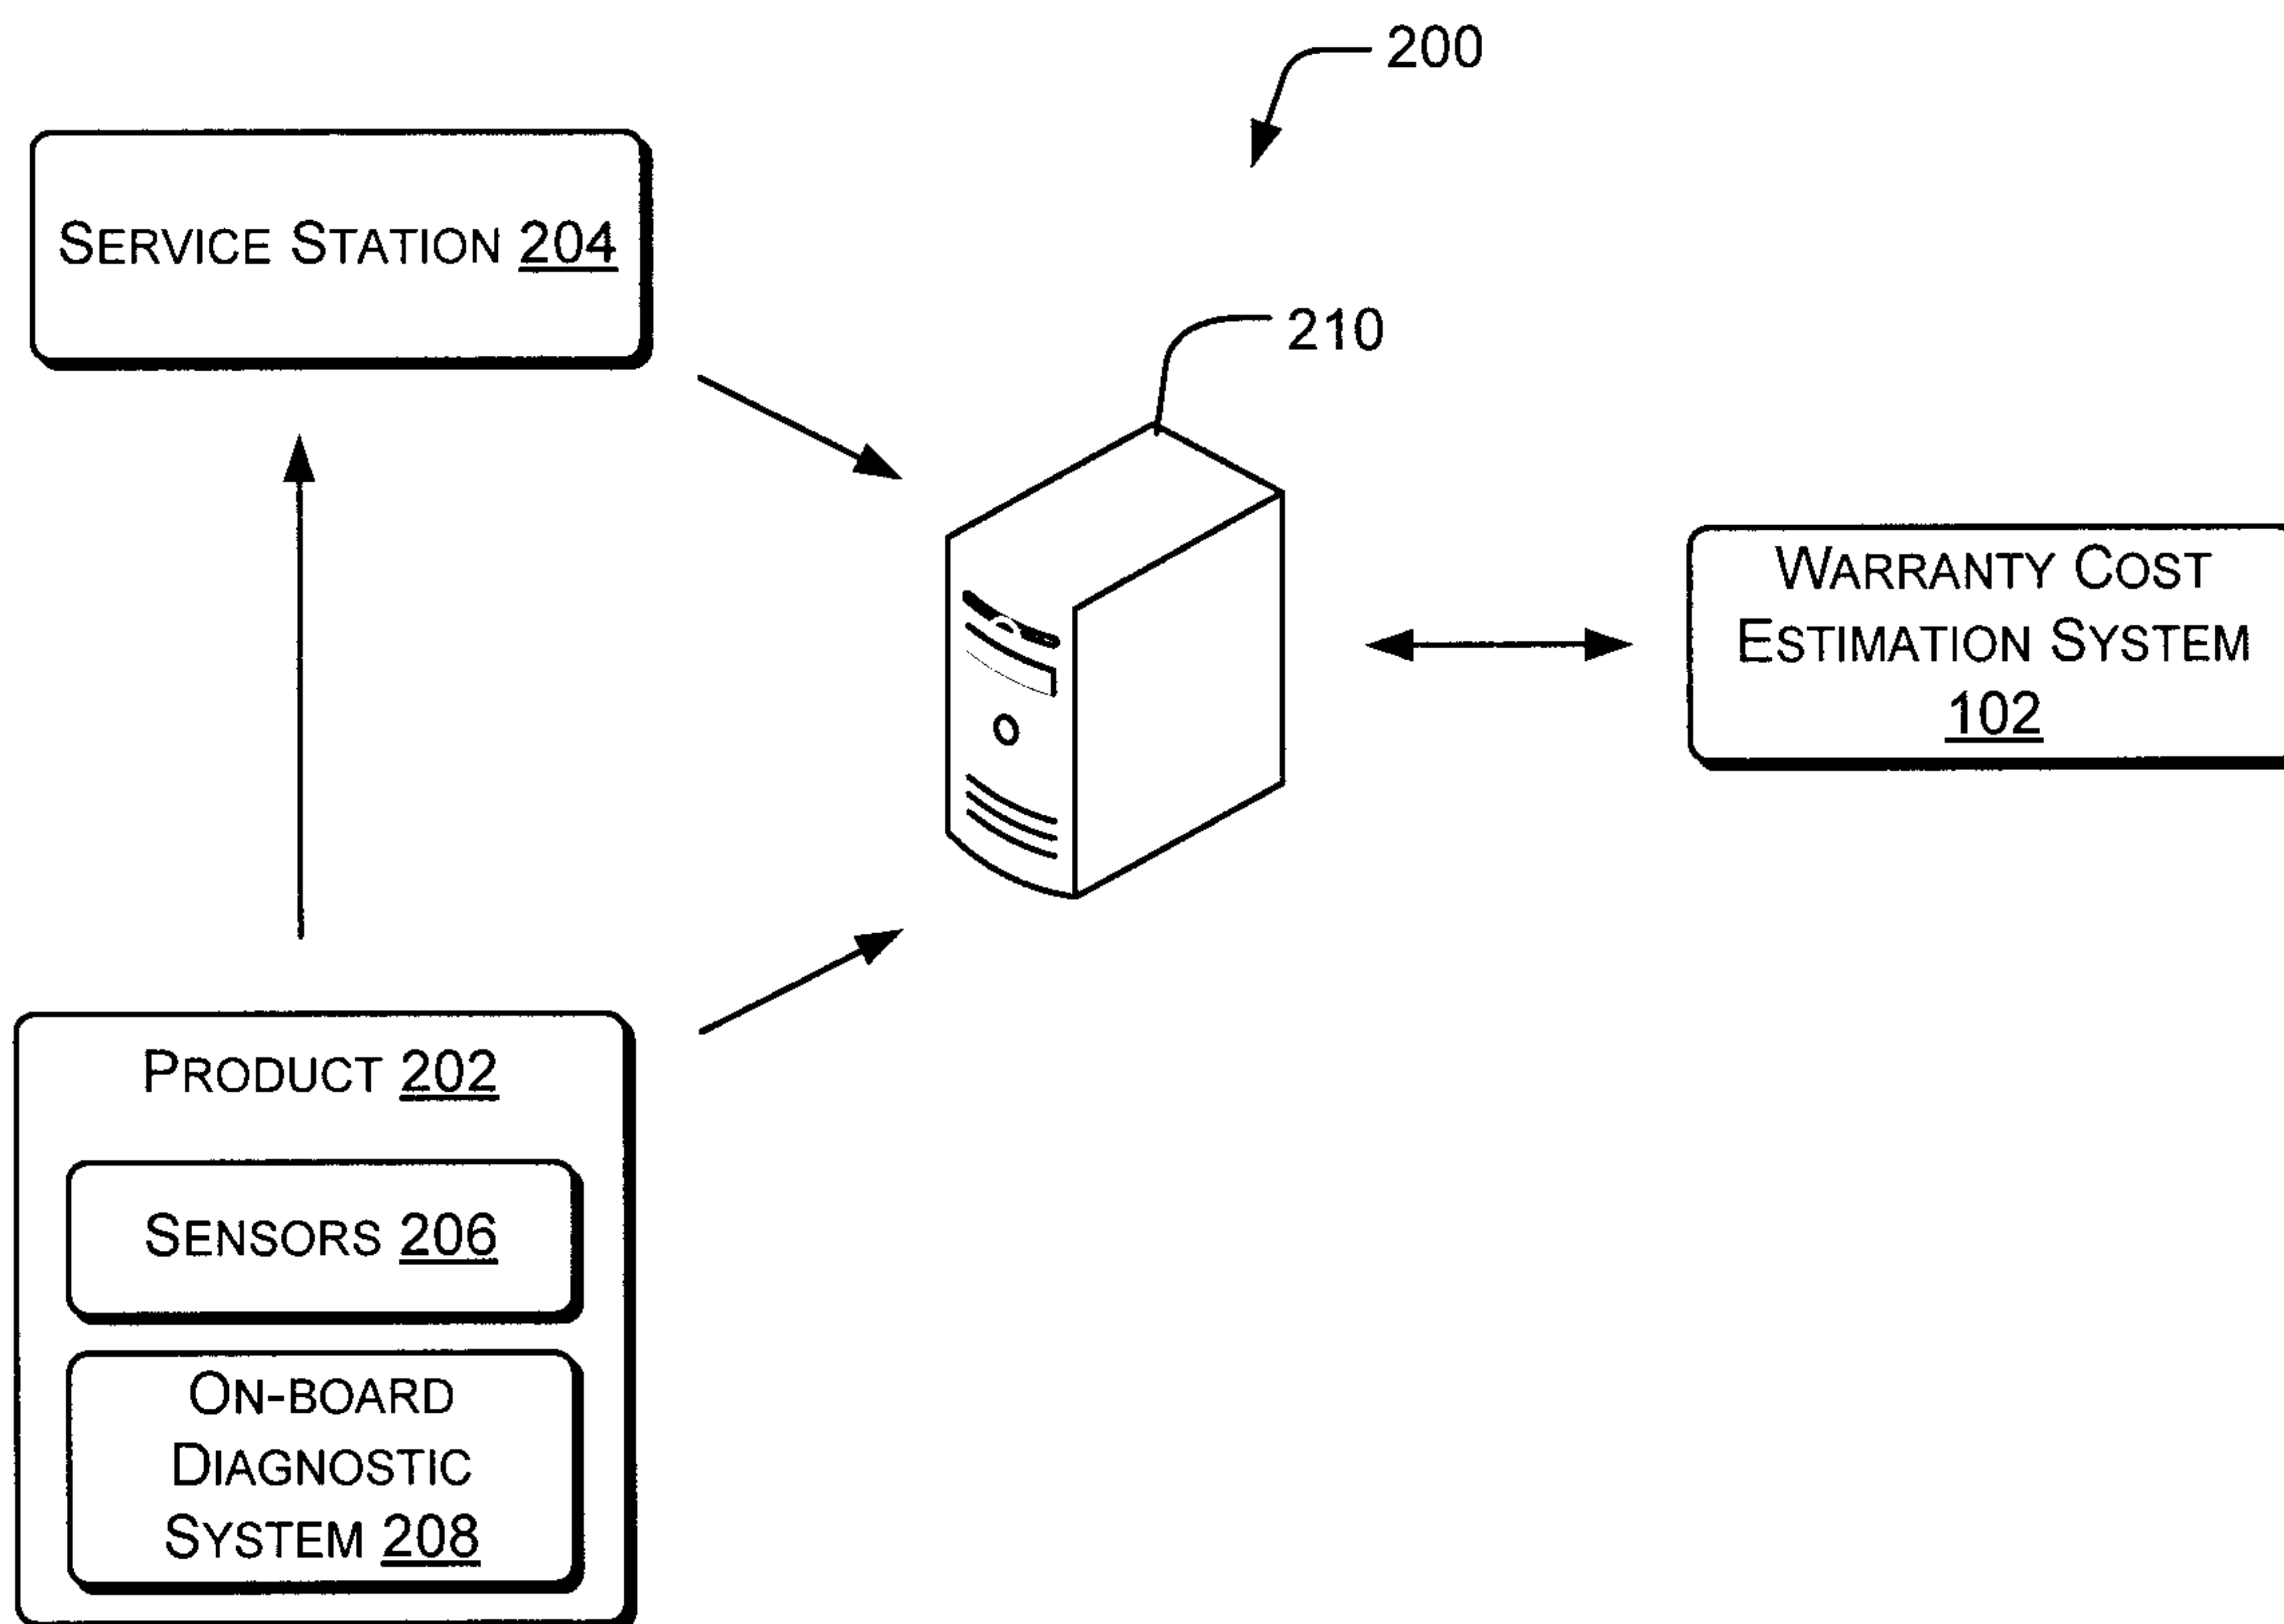 200
SERVICE STATION 204
210
WARRANTY COST
ESTIMATION SYSTEM
102
PRODUCT 202
SENSORS 206
ON-BOARD
DIAGNOSTIC
SYSTEM 208